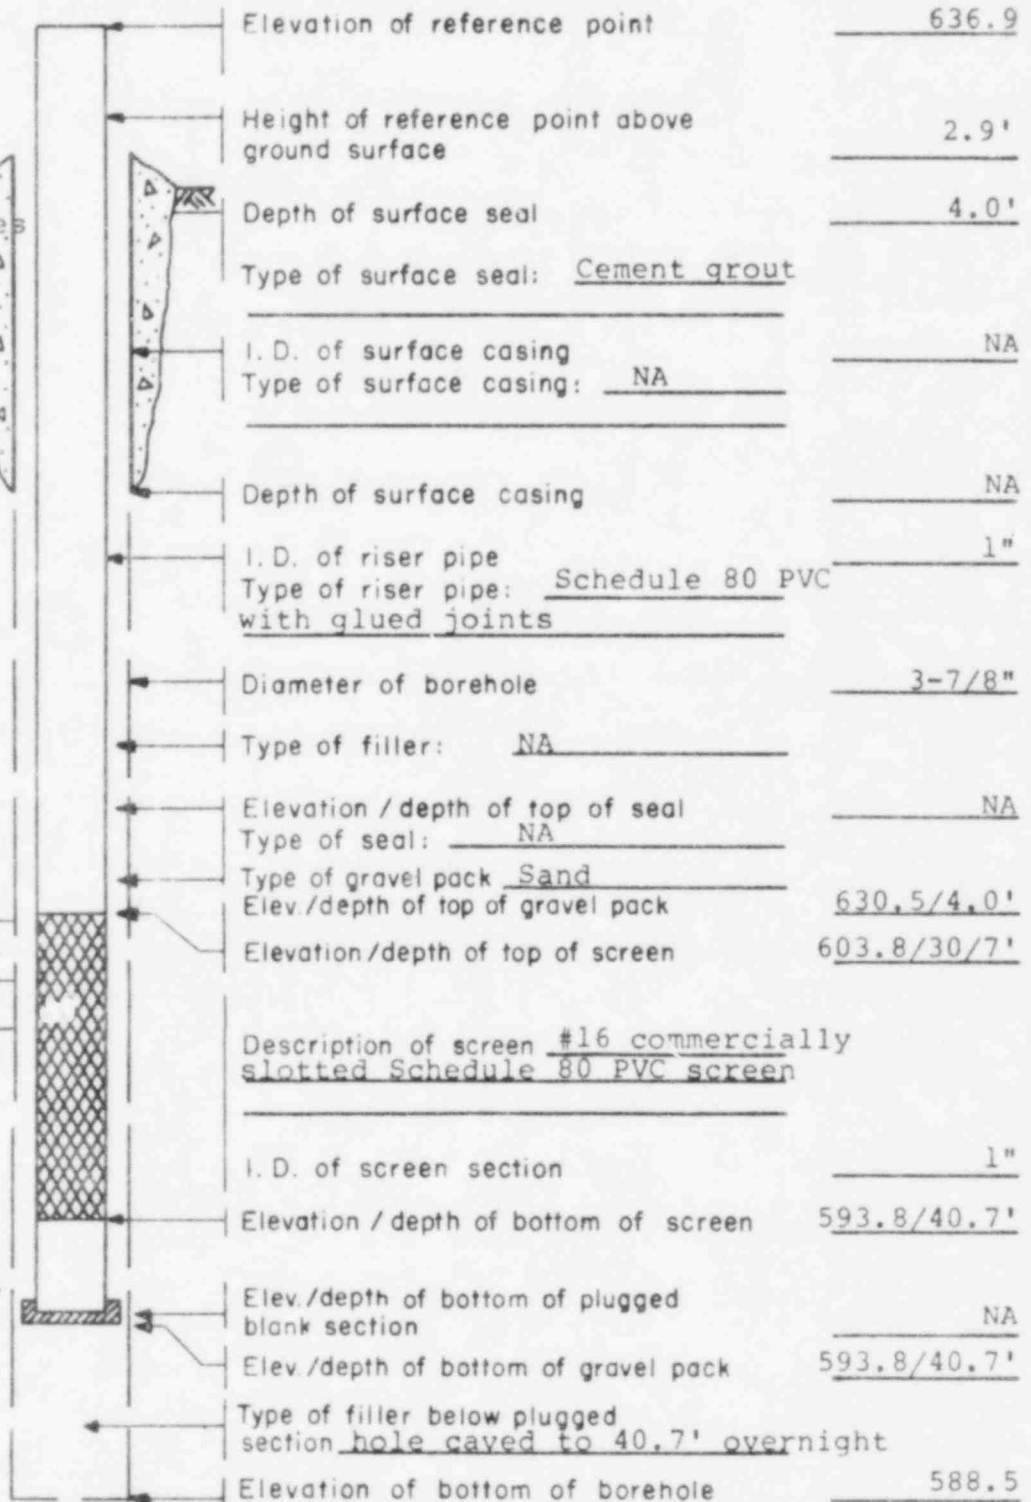 Elevation of reference point 636.9
Height of reference point above
ground surface 2.9'
es
Depth of surface seal 4.0'
Type of surface seal: Cement grout
I. D. of surface casing NA
Type of surface casing: NA
Depth of surface casing NA
I. D. of riser pipe 1"
Type of riser pipe: Schedule 80 PVC
with glued joints
Diameter of borehole 3-7/8"
Type of filler: NA
Elevation / depth of top of seal NA
Type of seal: NA
Type of gravel pack Sand
Elev./depth of top of gravel pack 630.5/4.0'
Elevation/depth of top of screen 603.8/30/7'
Description of screen #16 commercially
slotted Schedule 80 PVC screen
I. D. of screen section 1"
Elevation / depth of bottom of screen 593.8/40.7'
Elev./depth of bottom of plugged
blank section NA
Elev./depth of bottom of gravel pack 593.8/40.7'
Type of filler below plugged
section hole caved to 40.7' overnight
Elevation of bottom of borehole 588.5